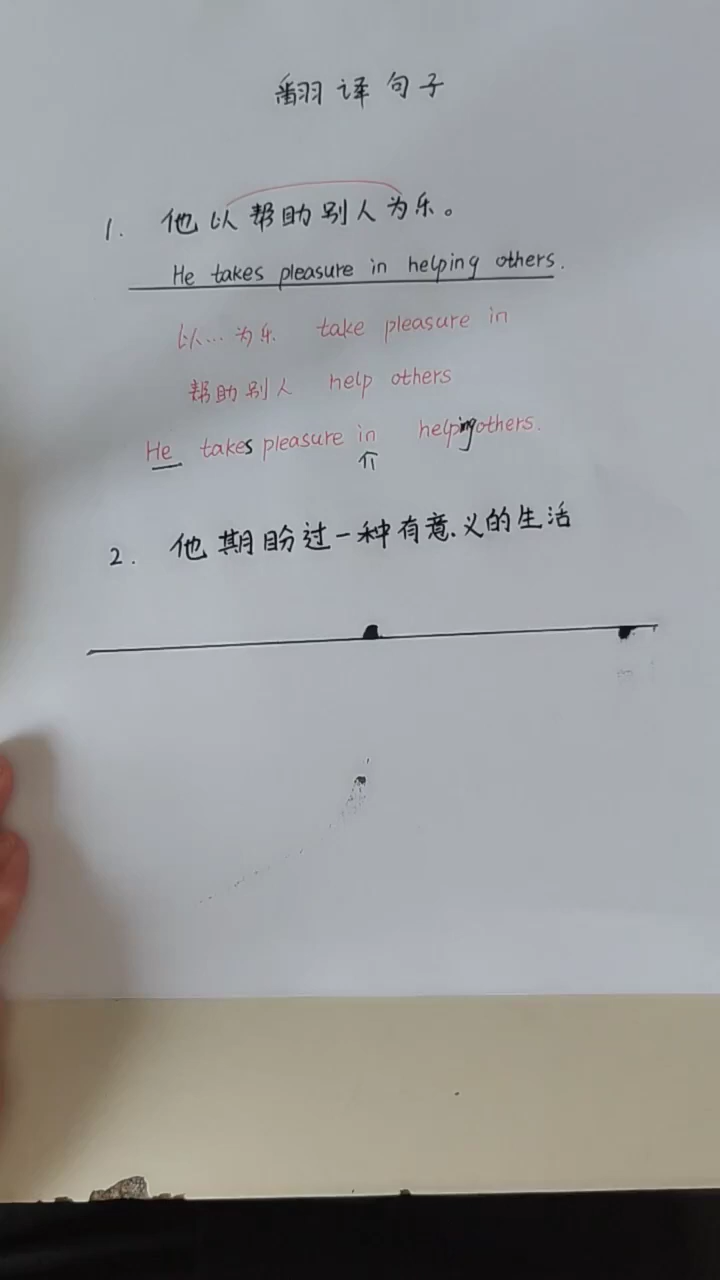 翻译句子
1. 他以帮助别人为乐。
He takes pleasure in helping others.
以…为乐 take pleasure in
帮助别人 help others
He takes pleasure in helping others.
介
2. 他期盼过一种有意义的生活